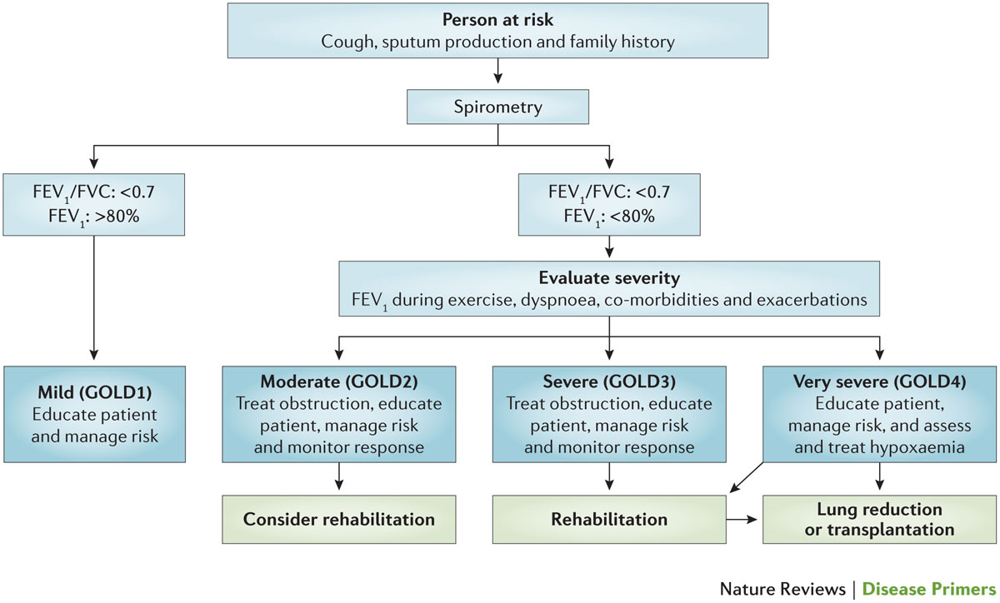 Person at risk
Cough, sputum production and family history
Spirometry
FEV₁/FVC: <0.7
FEV₁: >80%
FEV₁/FVC: <0.7
FEV₁: <80%
Evaluate severity
FEV₁ during exercise, dyspnoea, co-morbidities and exacerbations
Mild (GOLD1)
Educate patient
and manage risk
Moderate (GOLD2)
Treat obstruction, educate
patient, manage risk
and monitor response
Severe (GOLD3)
Treat obstruction, educate
patient, manage risk
and monitor response
Very severe (GOLD4)
Educate patient,
manage risk, and assess
and treat hypoxaemia
Consider rehabilitation
Rehabilitation
Lung reduction
or transplantation
Nature Reviews | Disease Primers